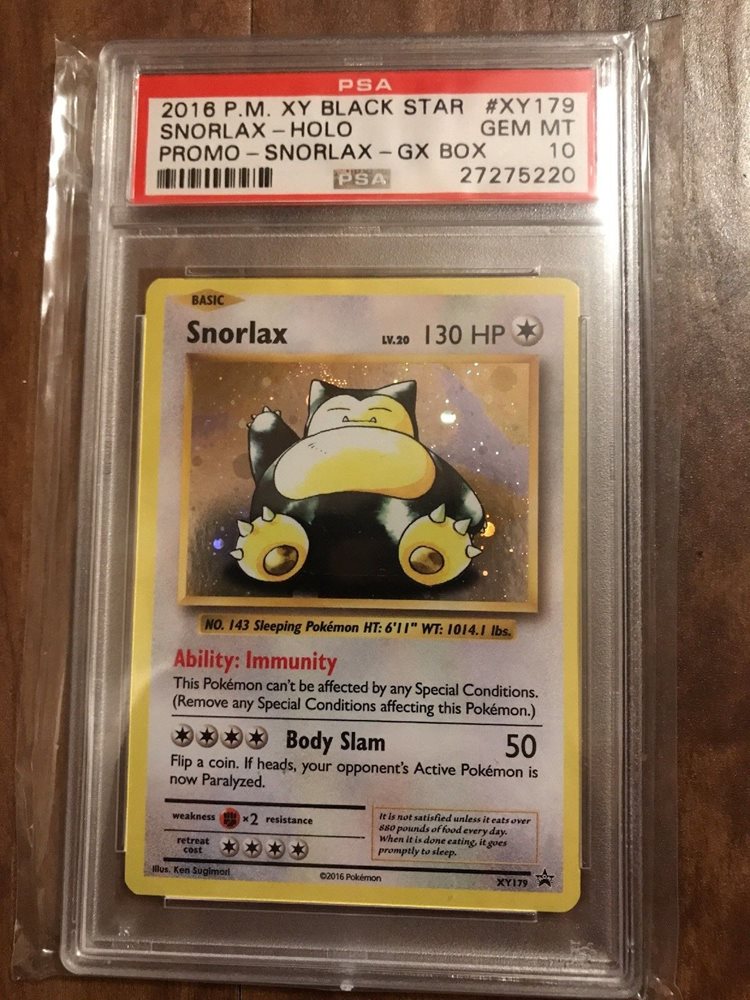 PSA
2016 P.M. XY BLACK STAR #XY179
SNORLAX - HOLO GEM MT
PROMO - SNORLAX - GX BOX 10
PSA 27275220
BASIC
Snorlax LV.20 130 HP
NO. 143 Sleeping Pokémon HT: 6'11" WT: 1014.1 lbs.
Ability: Immunity
This Pokémon can't be affected by any Special Conditions.
(Remove any Special Conditions affecting this Pokémon.)
Body Slam 50
Flip a coin. If heads, your opponent's Active Pokémon is
now Paralyzed.
weakness ×2 resistance
retreat
cost
It is not satisfied unless it eats over
880 pounds of food every day.
When it is done eating, it goes
promptly to sleep.
Illus. Ken Sugimori
©2016 Pokémon
XY179